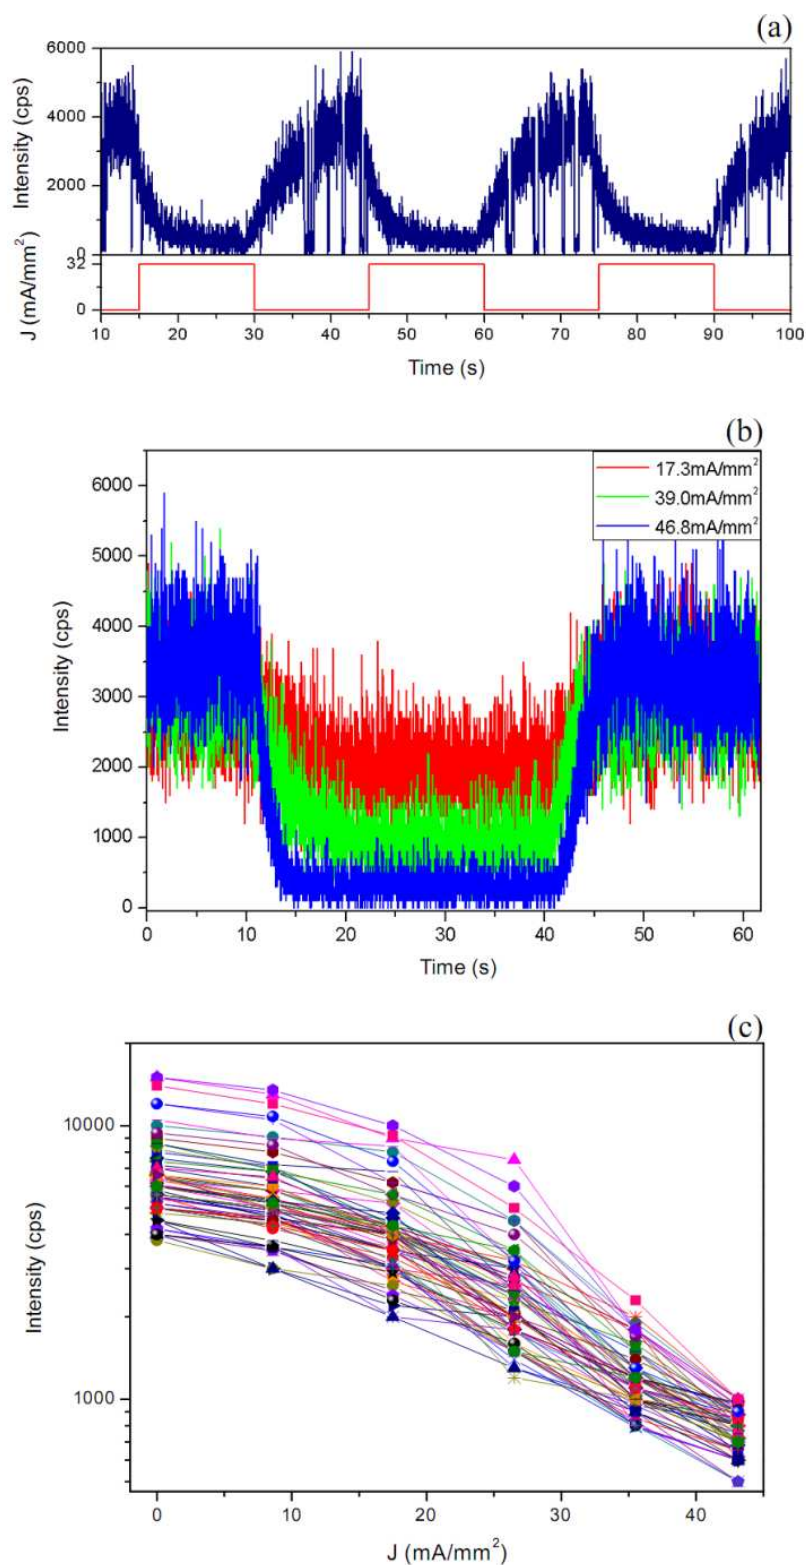 (a)
6000
4000
2000
0
Intensity (cps)
32
0
J (mA/mm²)
10 20 30 40 50 60 70 80 90 100
Time (s)
(b)
17.3mA/mm²
39.0mA/mm²
46.8mA/mm²
6000
5000
4000
3000
2000
1000
0
Intensity (cps)
0 10 20 30 40 50 60
Time (s)
(c)
10000
1000
Intensity (cps)
0 10 20 30 40
J (mA/mm²)